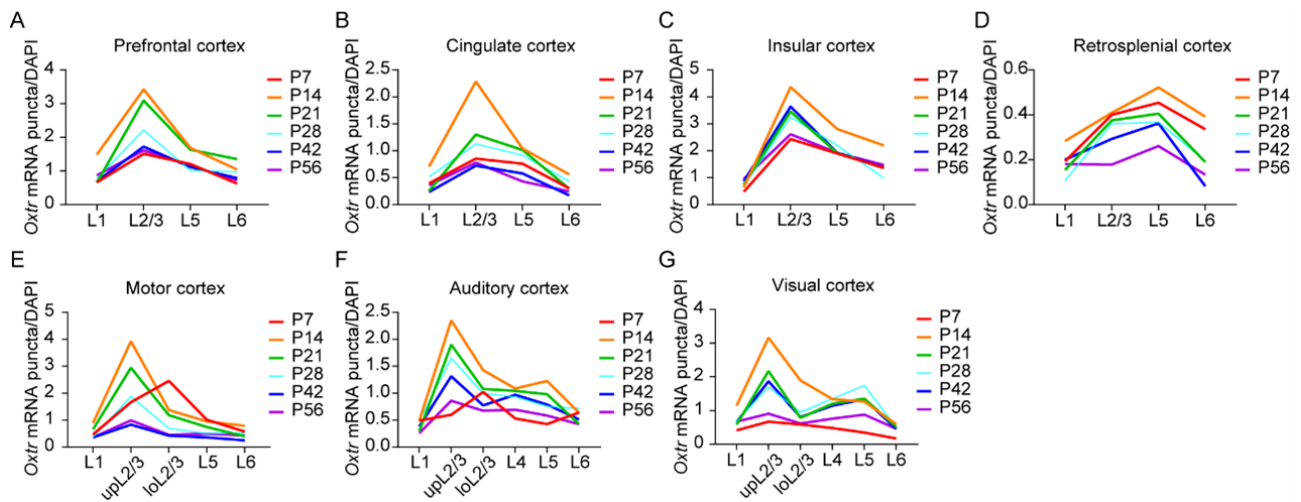 A
Prefrontal cortex
Oxtr mRNA puncta/DAPI
4
3
2
1
0
L1 L2/3 L5 L6
P7
P14
P21
P28
P42
P56
B
Cingulate cortex
Oxtr mRNA puncta/DAPI
2.5
2.0
1.5
1.0
0.5
0.0
L1 L2/3 L5 L6
P7
P14
P21
P28
P42
P56
C
Insular cortex
Oxtr mRNA puncta/DAPI
5
4
3
2
1
0
L1 L2/3 L5 L6
P7
P14
P21
P28
P42
P56
D
Retrosplenial cortex
Oxtr mRNA puncta/DAPI
0.6
0.4
0.2
0.0
L1 L2/3 L5 L6
P7
P14
P21
P28
P42
P56
E
Motor cortex
Oxtr mRNA puncta/DAPI
5
4
3
2
1
0
L1 upL2/3 loL2/3 L5 L6
P7
P14
P21
P28
P42
P56
F
Auditory cortex
Oxtr mRNA puncta/DAPI
2.5
2.0
1.5
1.0
0.5
0.0
L1 upL2/3 loL2/3 L4 L5 L6
P7
P14
P21
P28
P42
P56
G
Visual cortex
Oxtr mRNA puncta/DAPI
4
3
2
1
0
L1 upL2/3 loL2/3 L4 L5 L6
P7
P14
P21
P28
P42
P56